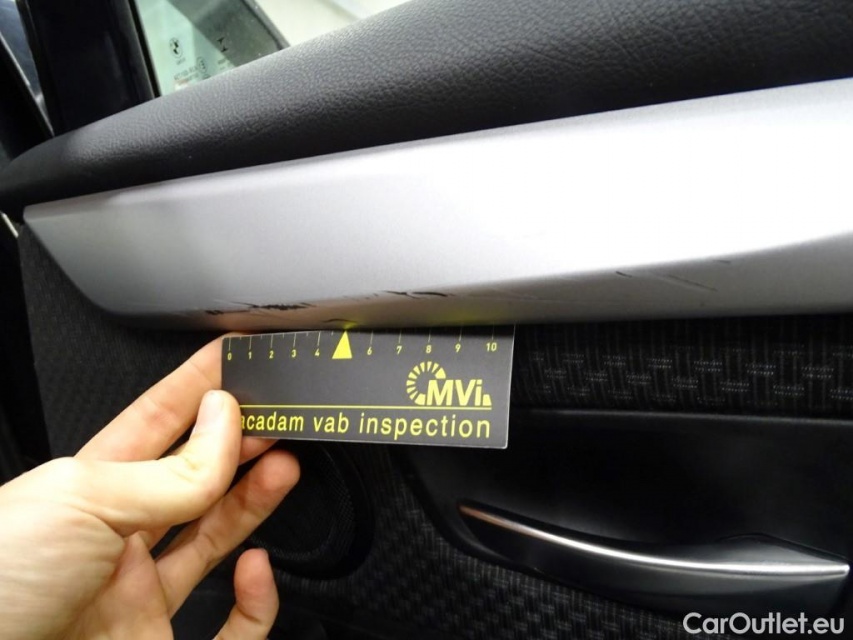 0 1 2 3 4 6 7 8 9 10
MVi
acadam vab inspection
CarOutlet.eu